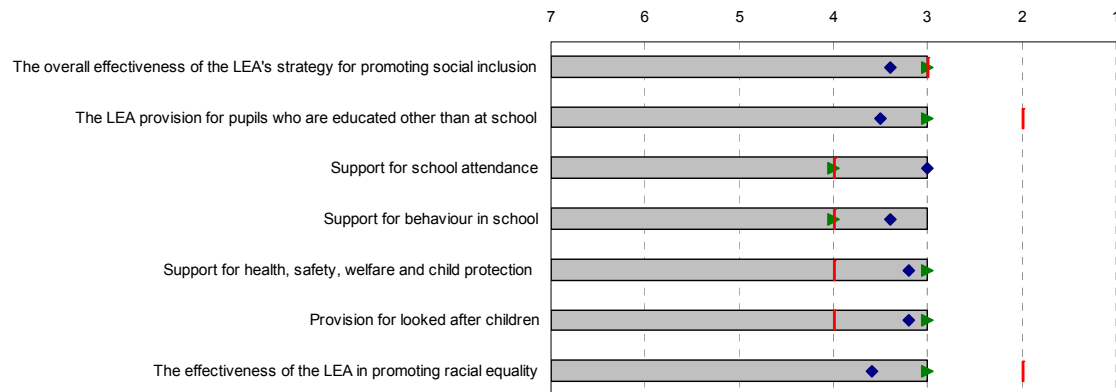 7 6 5 4 3 2 1
The overall effectiveness of the LEA's strategy for promoting social inclusion
The LEA provision for pupils who are educated other than at school
Support for school attendance
Support for behaviour in school
Support for health, safety, welfare and child protection
Provision for looked after children
The effectiveness of the LEA in promoting racial equality